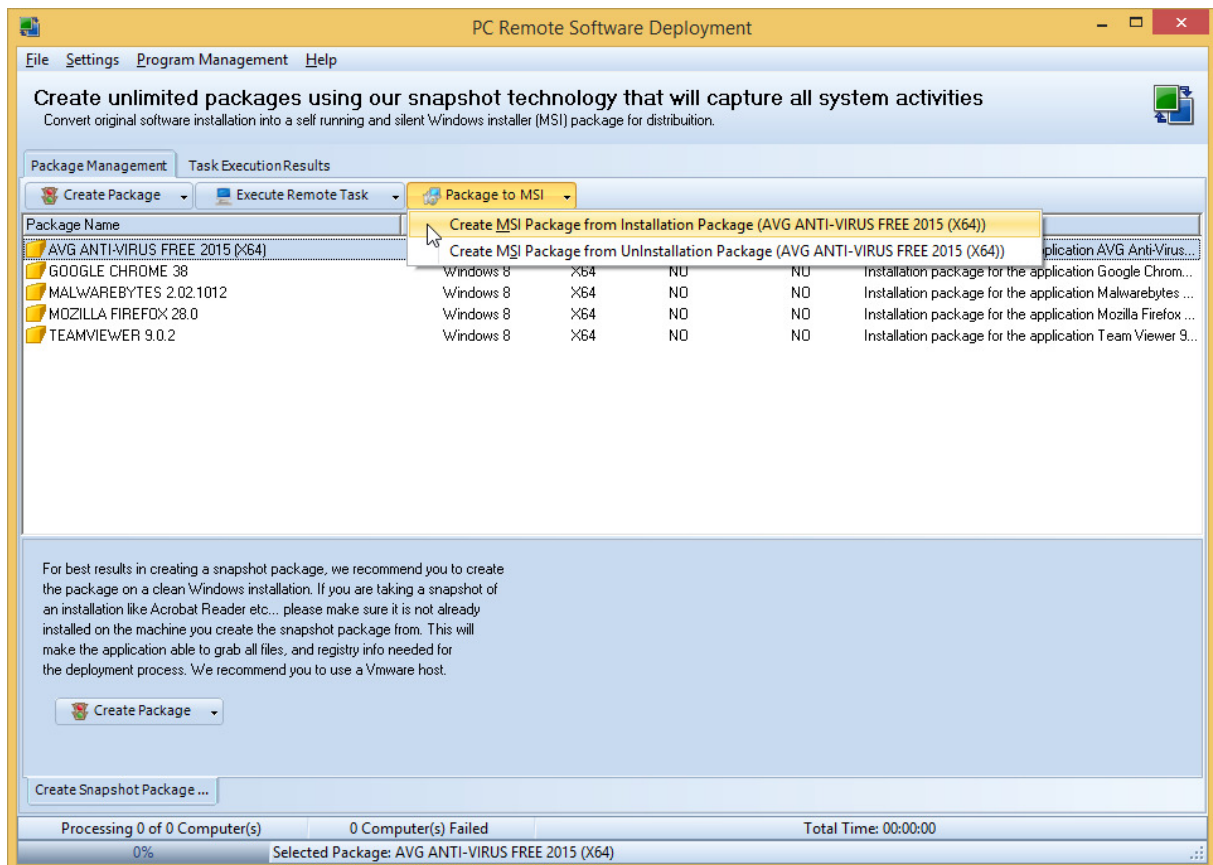 PC Remote Software Deployment
File Settings Program Management Help
Create unlimited packages using our snapshot technology that will capture all system activities
Convert original software installation into a self running and silent Windows installer (MSI) package for distribuition.
Package Management Task Execution Results
Create Package Execute Remote Task Package to MSI
Package Name
Create MSI Package from Installation Package (AVG ANTI-VIRUS FREE 2015 (X64))
Create MSI Package from UnInstallation Package (AVG ANTI-VIRUS FREE 2015 (X64))
AVG ANTI-VIRUS FREE 2015 (X64) plication AVG Anti-Virus...
GOOGLE CHROME 38 Windows 8 X64 NO NO Installation package for the application Google Chrom...
MALWAREBYTES 2.02.1012 Windows 8 X64 NO NO Installation package for the application Malwarebytes ...
MOZILLA FIREFOX 28.0 Windows 8 X64 NO NO Installation package for the application Mozilla Firefox ...
TEAMVIEWER 9.0.2 Windows 8 X64 NO NO Installation package for the application Team Viewer 9...
For best results in creating a snapshot package, we recommend you to create
the package on a clean Windows installation. If you are taking a snapshot of
an installation like Acrobat Reader etc... please make sure it is not already
installed on the machine you create the snapshot package from. This will
make the application able to grab all files, and registry info needed for
the deployment process. We recommend you to use a Vmware host.
Create Package
Create Snapshot Package ...
Processing 0 of 0 Computer(s) 0 Computer(s) Failed Total Time: 00:00:00
0% Selected Package: AVG ANTI-VIRUS FREE 2015 (X64)